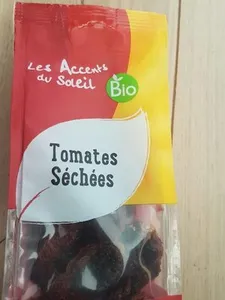 Les Accents
du Soleil
Bio
Tomates
Séchées